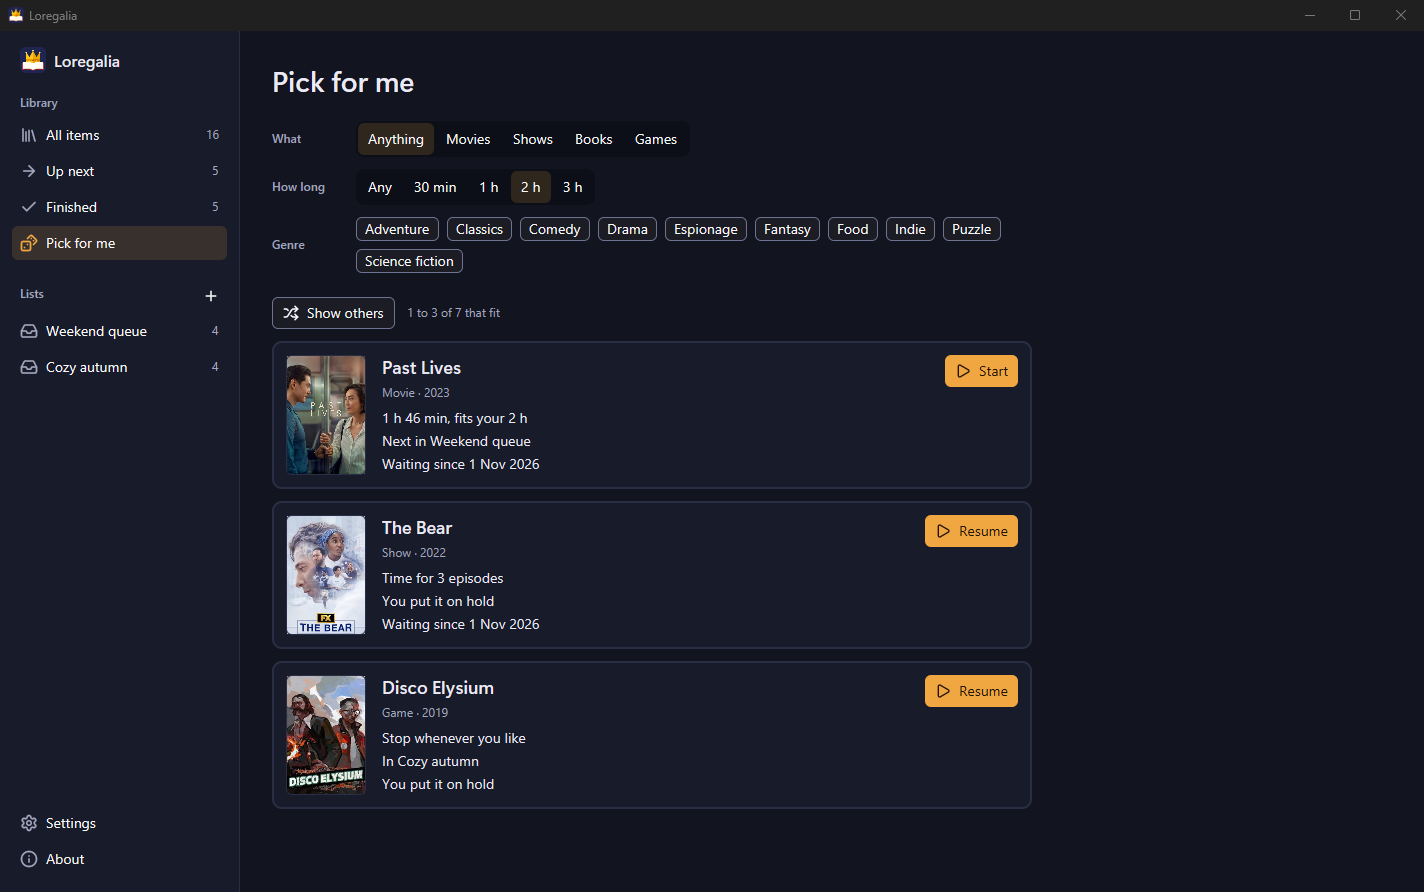 Loregalia
Loregalia
Library
All items 16
Up next 5
Finished 5
Pick for me
Lists
Weekend queue 4
Cozy autumn 4
Settings
About
Pick for me
What Anything Movies Shows Books Games
How long Any 30 min 1 h 2 h 3 h
Genre
Adventure Classics Comedy Drama Espionage Fantasy Food Indie Puzzle
Science fiction
Show others 1 to 3 of 7 that fit
PAST
LIVES
Past Lives
Start
Movie · 2023
1 h 46 min, fits your 2 h
Next in Weekend queue
Waiting since 1 Nov 2026
FX
THE BEAR
The Bear
Resume
Show · 2022
Time for 3 episodes
You put it on hold
Waiting since 1 Nov 2026
DISCO ELYSIUM
Disco Elysium
Resume
Game · 2019
Stop whenever you like
In Cozy autumn
You put it on hold